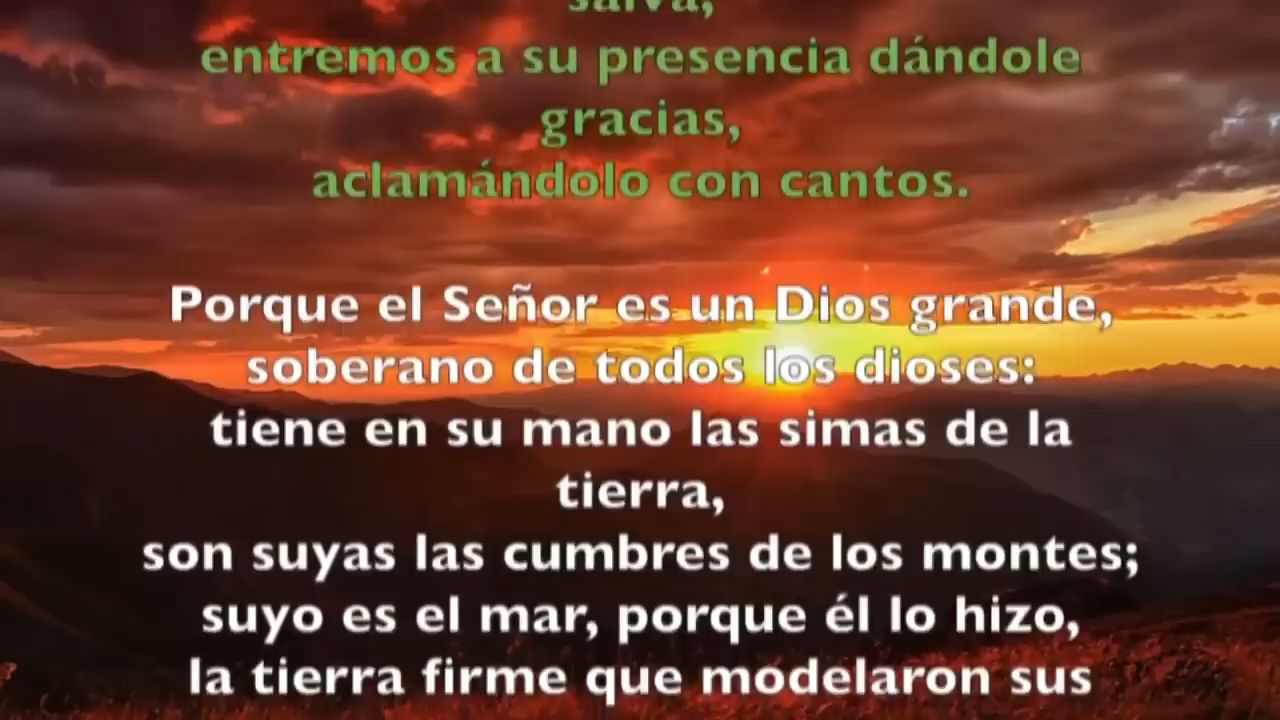 salva,
entremos a su presencia dándole
gracias,
aclamándolo con cantos.
Porque el Señor es un Dios grande,
soberano de todos los dioses:
tiene en su mano las simas de la
tierra,
son suyas las cumbres de los montes;
suyo es el mar, porque él lo hizo,
la tierra firme que modelaron sus